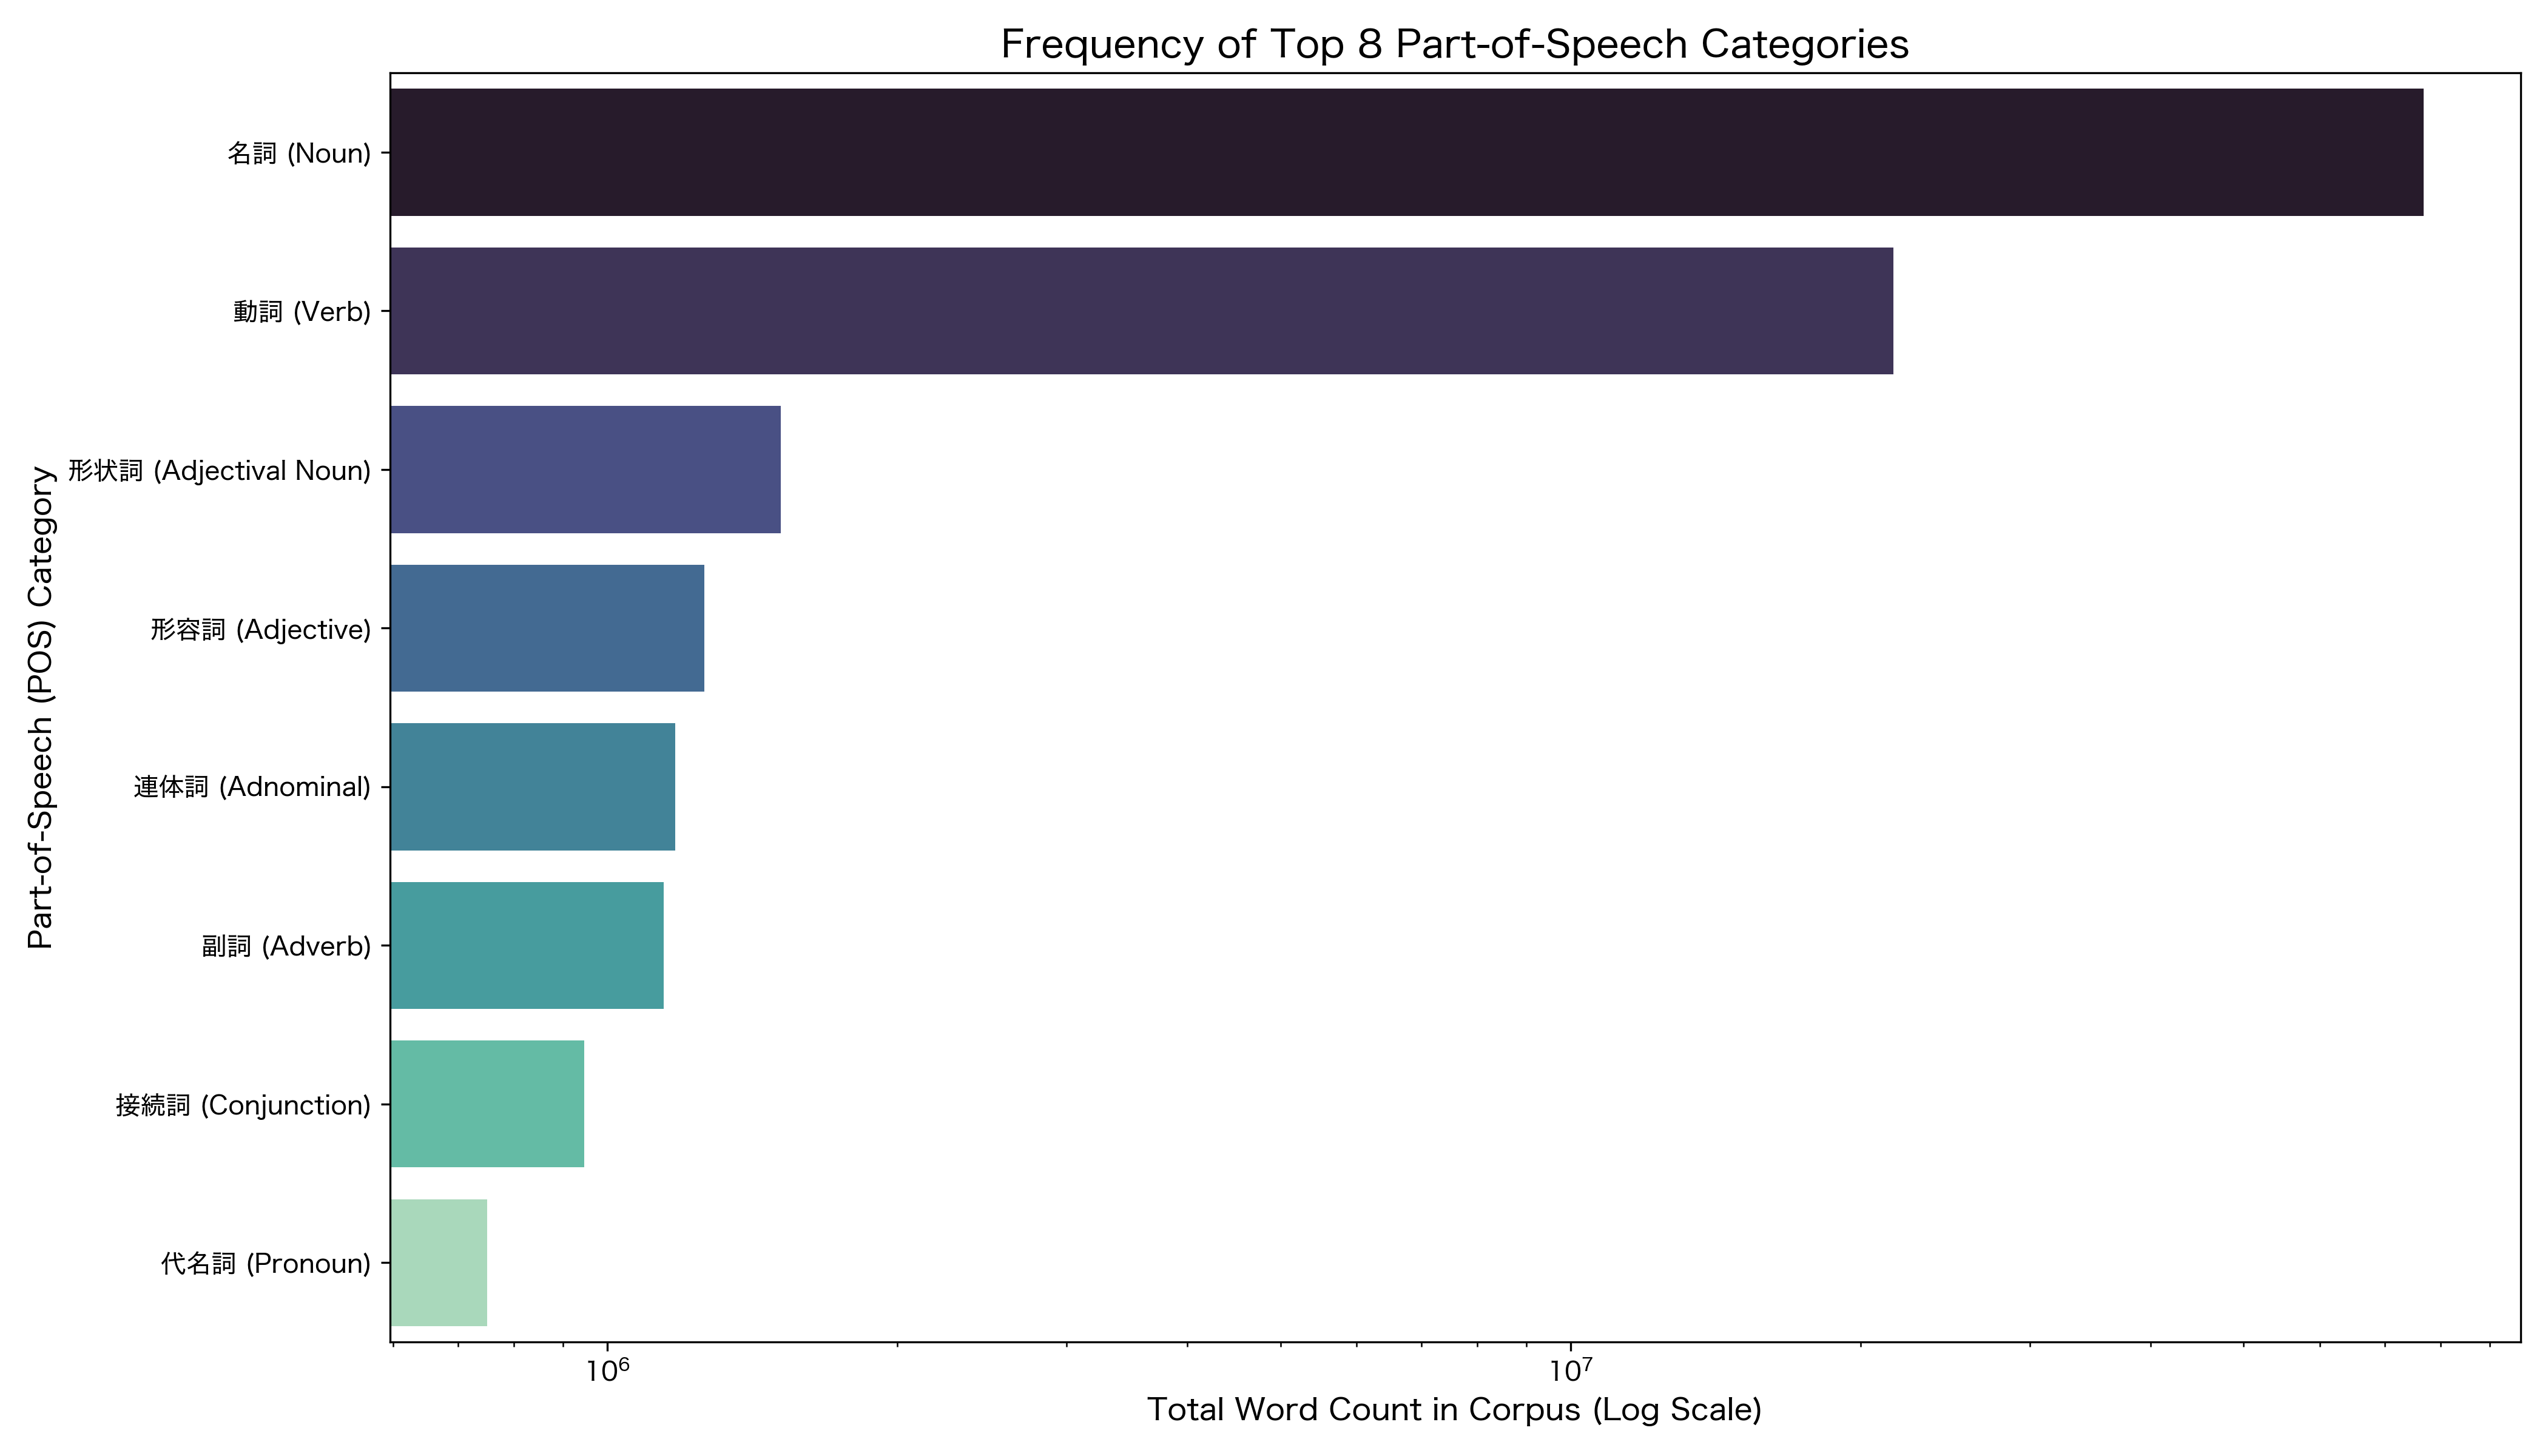 Frequency of Top 8 Part-of-Speech Categories
Part-of-Speech (POS) Category
名詞 (Noun)
動詞 (Verb)
形状詞 (Adjectival Noun)
形容詞 (Adjective)
連体詞 (Adnominal)
副詞 (Adverb)
接続詞 (Conjunction)
代名詞 (Pronoun)
10⁶ 10⁷
Total Word Count in Corpus (Log Scale)